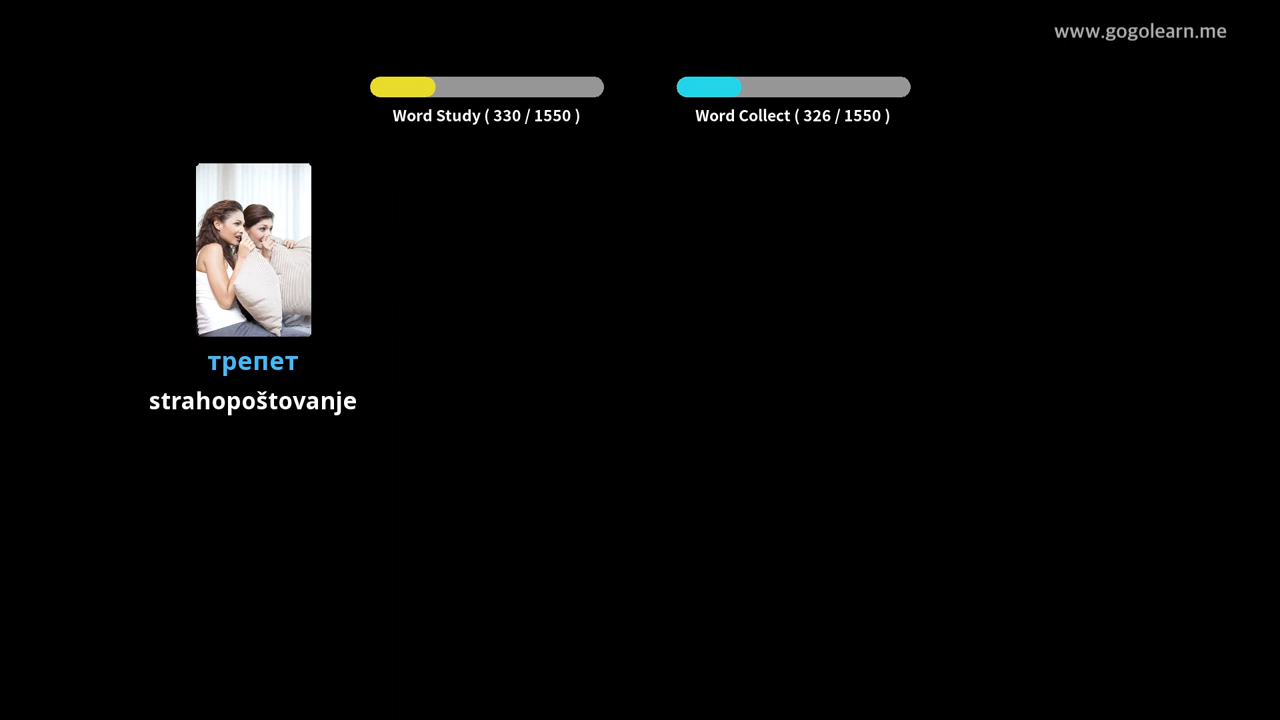 www.gogolearn.me
Word Study ( 330 / 1550 )
Word Collect ( 326 / 1550 )
трепет
strahopoštovanje